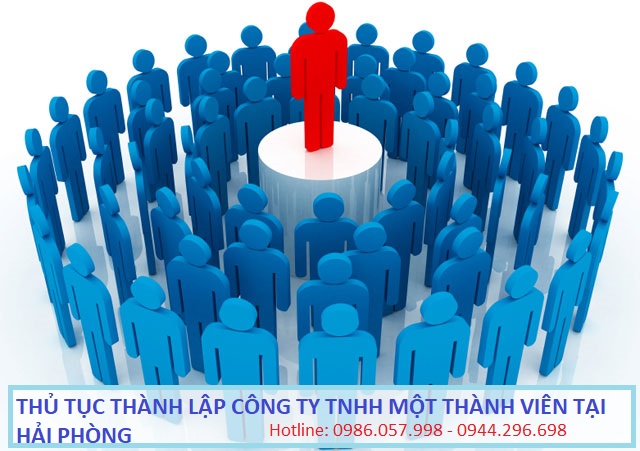 THỦ TỤC THÀNH LẬP CÔNG TY TNHH MỘT THÀNH VIÊN TẠI
HẢI PHÒNG
Hotline: 0986.057.998 - 0944.296.698